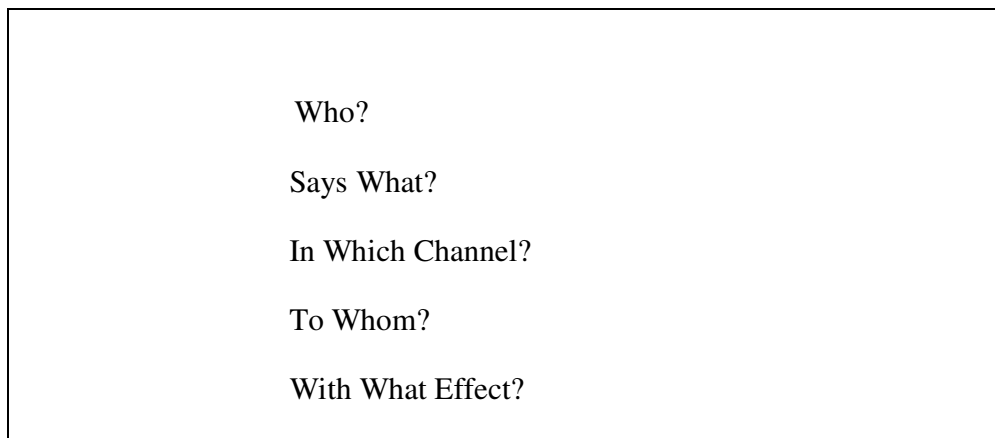 Who?
Says What?
In Which Channel?
To Whom?
With What Effect?